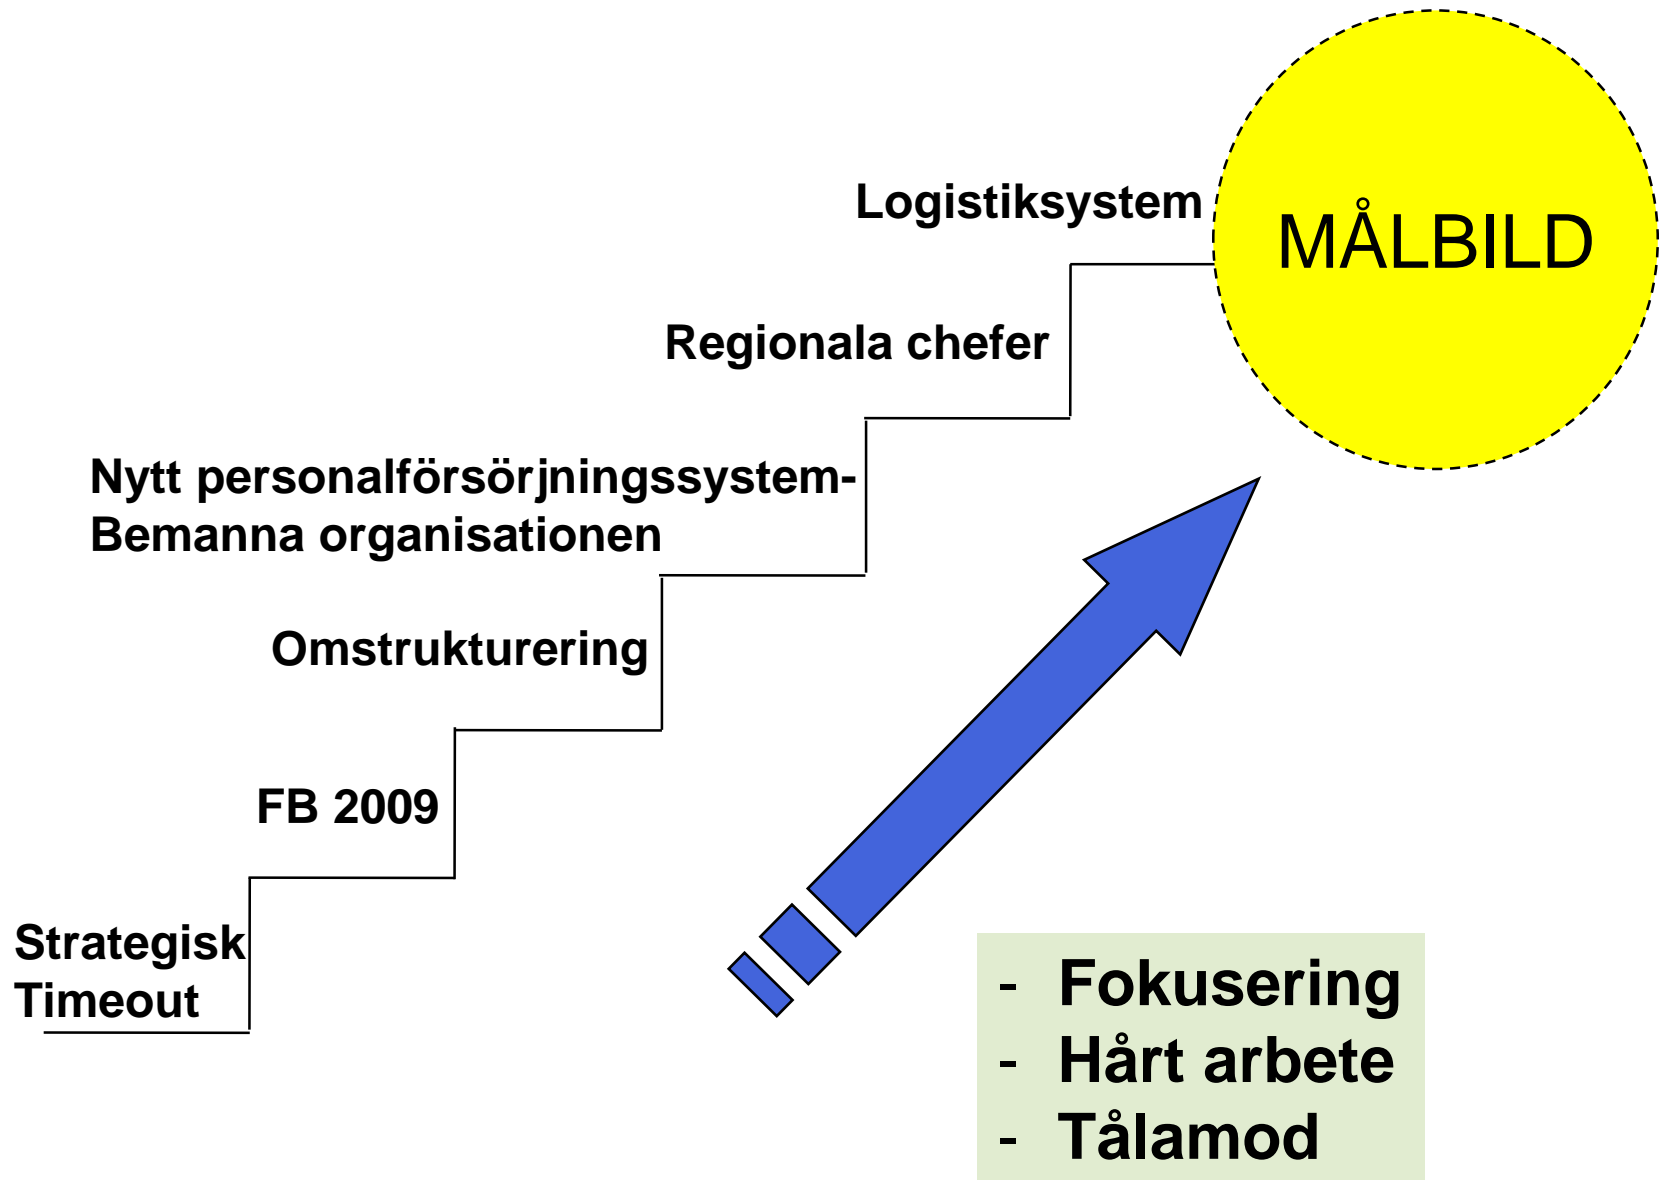 Logistiksystem
MÅLBILD
Regionala chefer
Nytt personalförsörjningssystem-
Bemanna organisationen
Omstrukturering
FB 2009
Strategisk
Timeout
- Fokusering
- Hårt arbete
- Tålamod